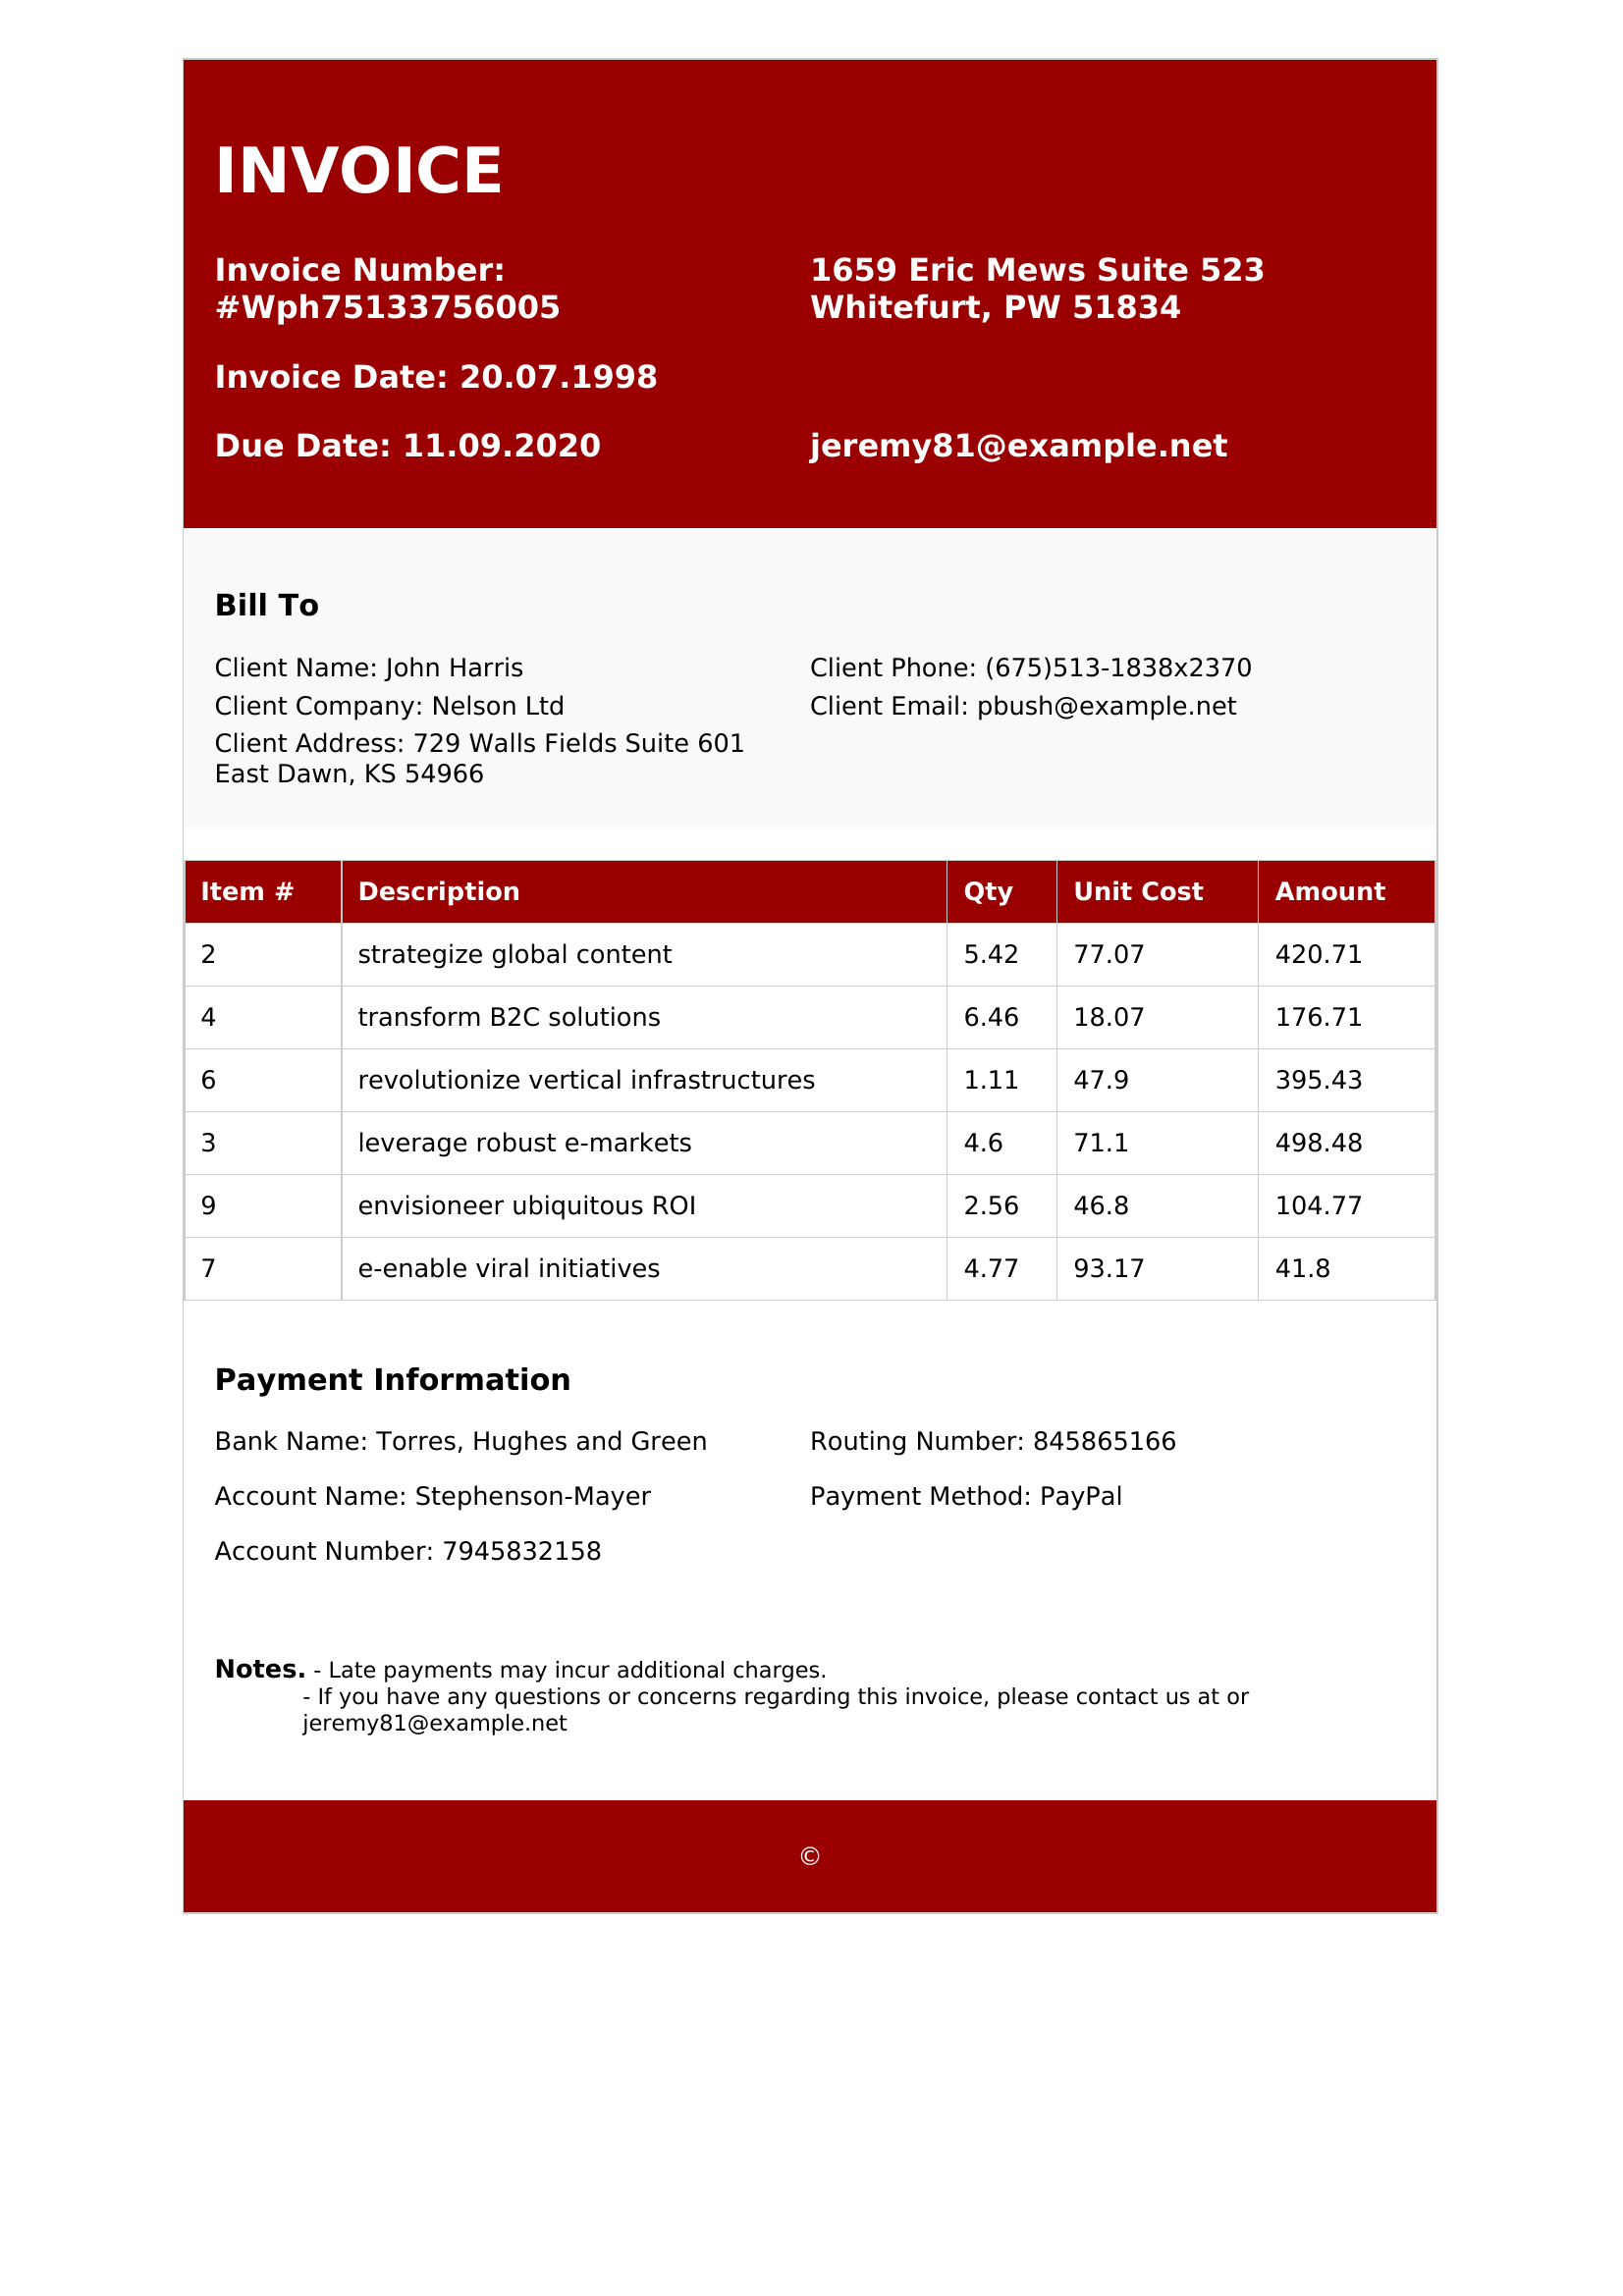 INVOICE
Invoice Number:
#Wph75133756005
1659 Eric Mews Suite 523
Whitefurt, PW 51834
Invoice Date: 20.07.1998
Due Date: 11.09.2020
jeremy81@example.net
Bill To
Client Name: John Harris
Client Phone: (675)513-1838x2370
Client Company: Nelson Ltd
Client Email: pbush@example.net
Client Address: 729 Walls Fields Suite 601
East Dawn, KS 54966
Item # Description Qty Unit Cost Amount
2 strategize global content 5.42 77.07 420.71
4 transform B2C solutions 6.46 18.07 176.71
6 revolutionize vertical infrastructures 1.11 47.9 395.43
3 leverage robust e-markets 4.6 71.1 498.48
9 envisioneer ubiquitous ROI 2.56 46.8 104.77
7 e-enable viral initiatives 4.77 93.17 41.8
Payment Information
Bank Name: Torres, Hughes and Green
Routing Number: 845865166
Account Name: Stephenson-Mayer
Payment Method: PayPal
Account Number: 7945832158
Notes. - Late payments may incur additional charges.
- If you have any questions or concerns regarding this invoice, please contact us at or
jeremy81@example.net
©